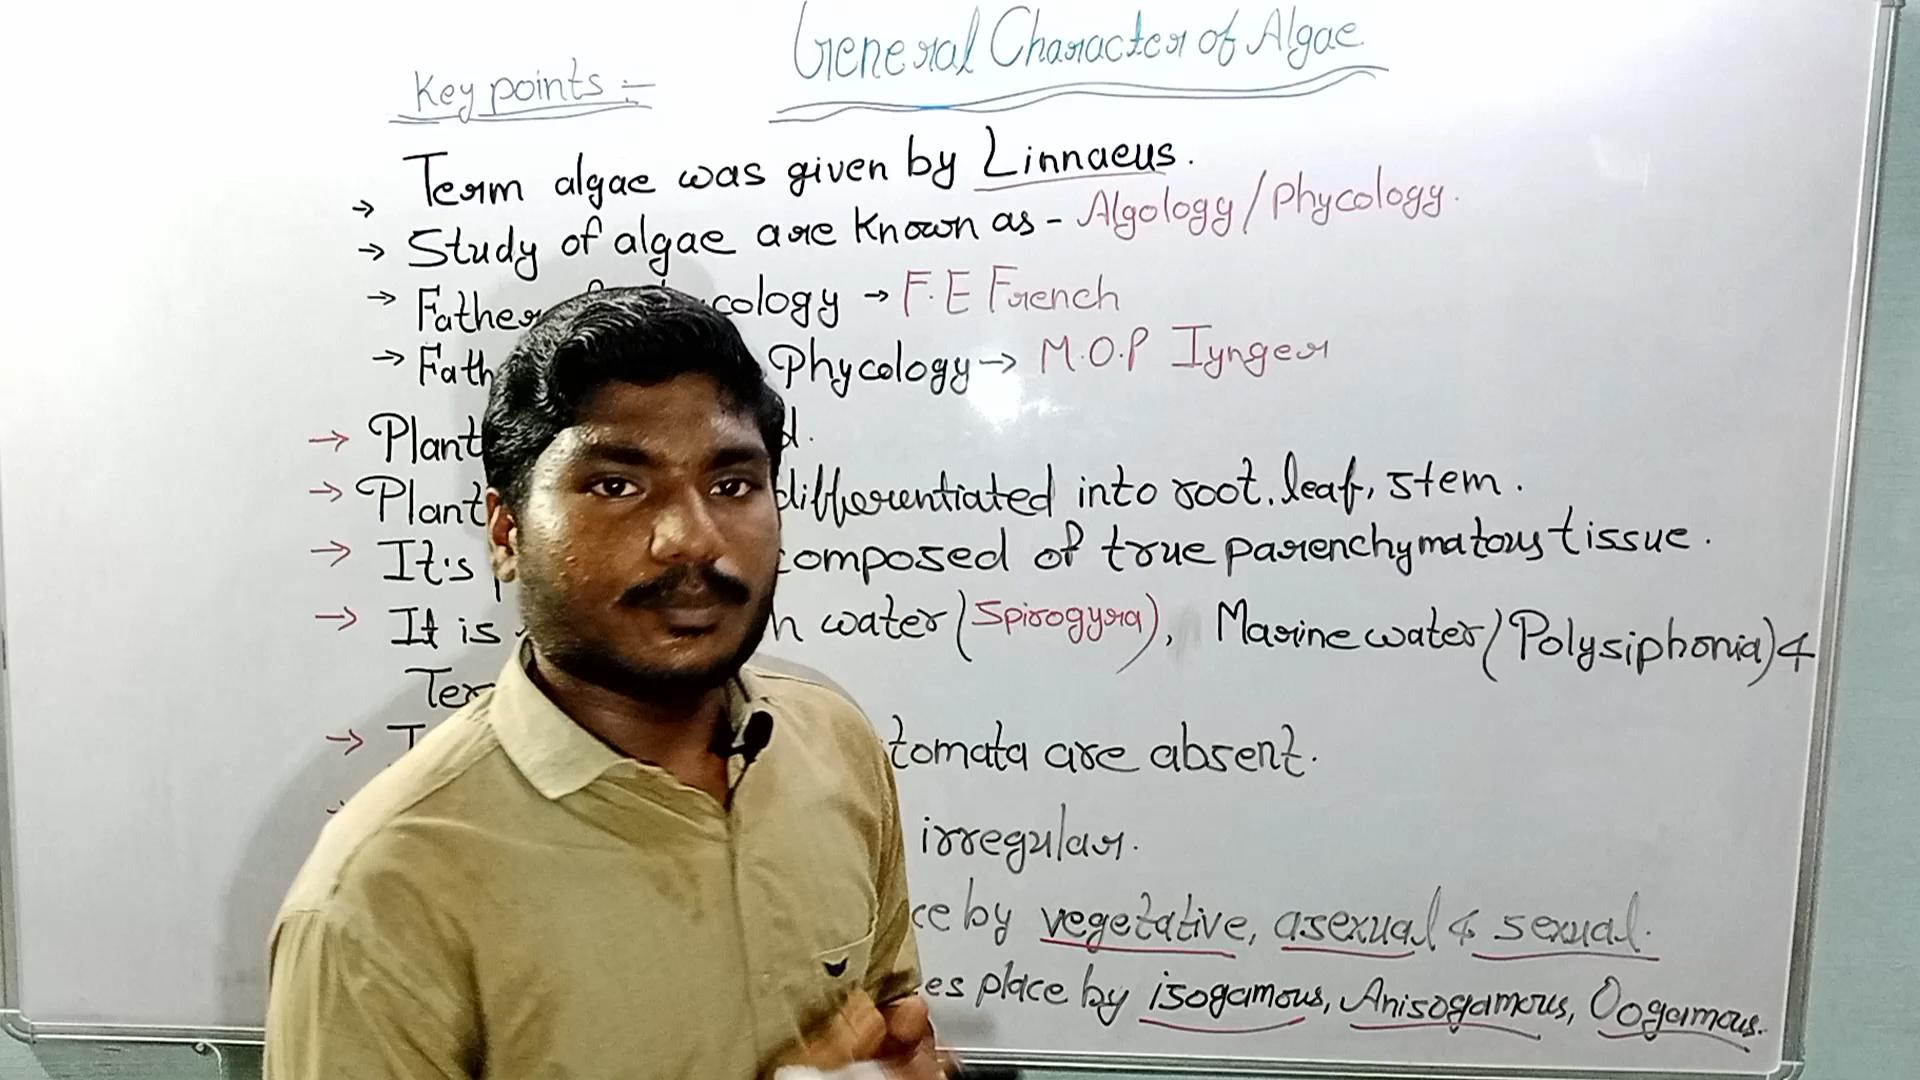 General Character of Algae
Key points :-
→ Term algae was given by Linnaeus.
→ Study of algae are known as - Algology / Phycology.
→ Father cology → F.E French
→ Fath Phycology → M.O.P Iynger
→ Plant
→ Plant differentiated into root, leaf, stem.
→ It's composed of true parenchymatous tissue.
→ It is water (Spirogyra), Marine water (Polysiphonia) &
Ter
→ tomata are absent.
irregular.
ce by vegetative, asexual & sexual.
es place by isogamous, Anisogamous, Oogamous.